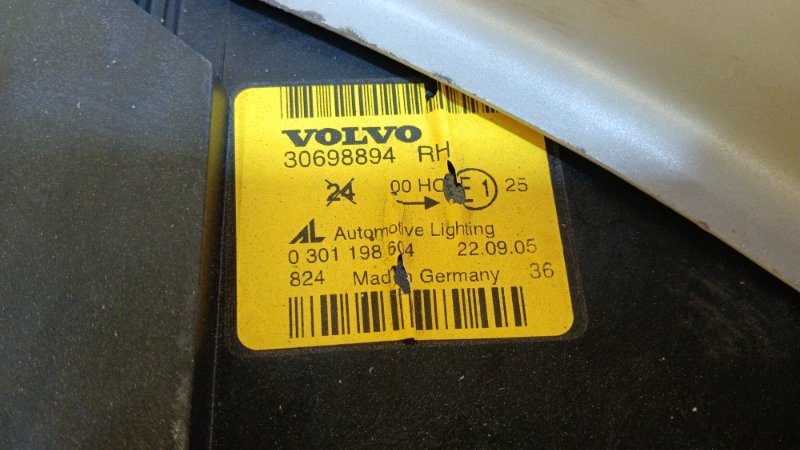 VOLVO
30698894 RH
24 00 HC E 1 25
AL Automotive Lighting
0 301 198 604 22.09.05
824 Made in Germany 36